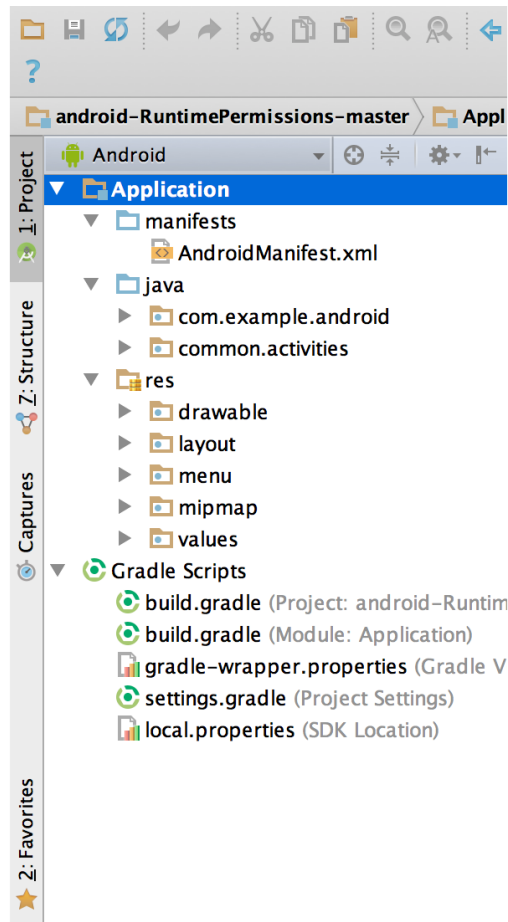 ?
android-RuntimePermissions-master Appl
1: Project
Android
Application
manifests
AndroidManifest.xml
java
com.example.android
common.activities
res
drawable
layout
menu
mipmap
values
Gradle Scripts
build.gradle (Project: android-Runtim
build.gradle (Module: Application)
gradle-wrapper.properties (Gradle V
settings.gradle (Project Settings)
local.properties (SDK Location)
Z: Structure
Captures
2: Favorites